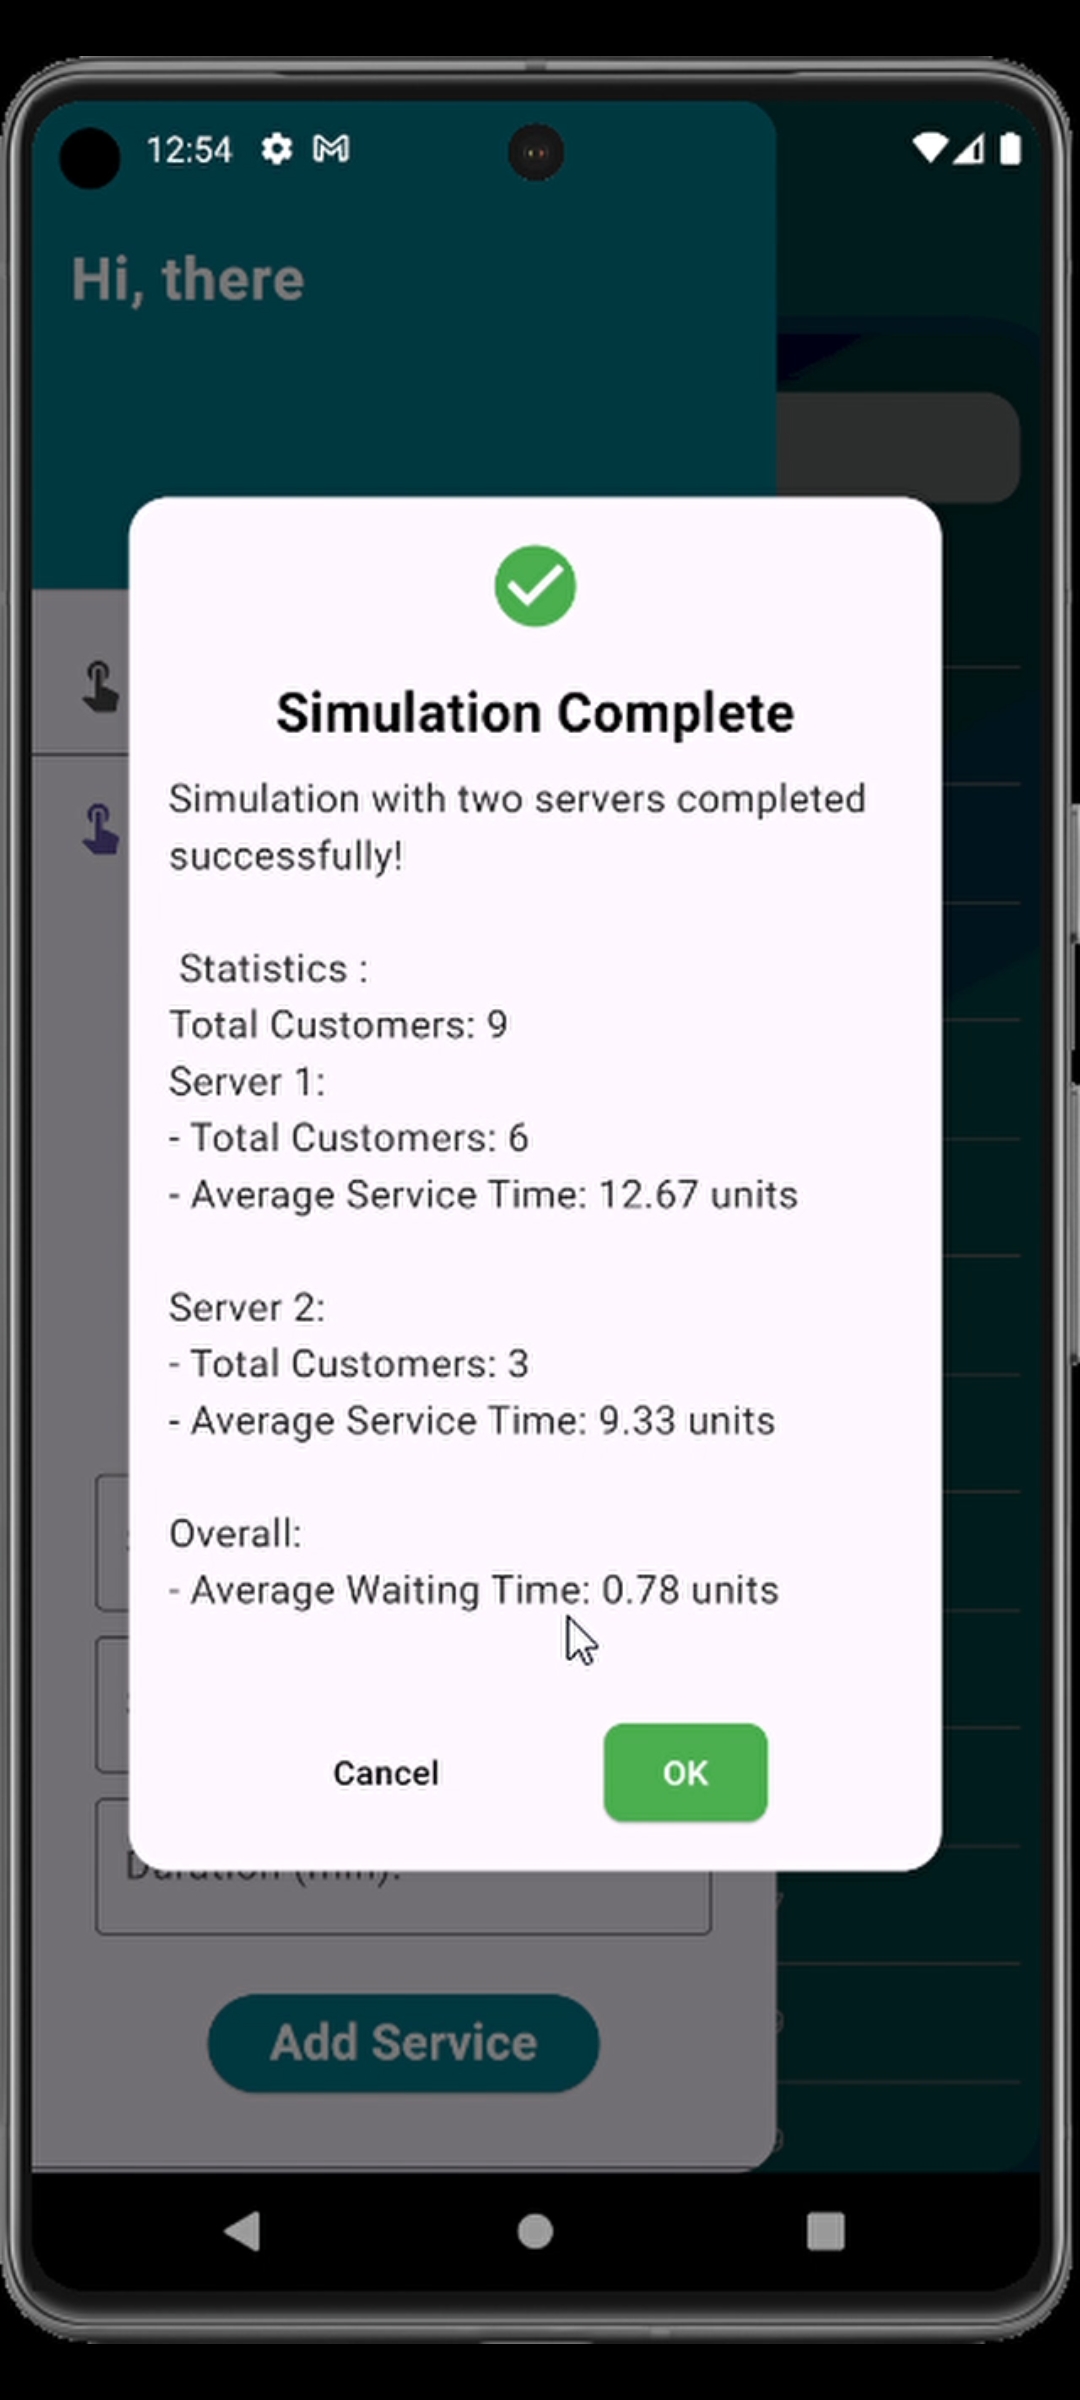 12:54
Hi, there
Simulation Complete
Simulation with two servers completed
successfully!
Statistics :
Total Customers: 9
Server 1:
- Total Customers: 6
- Average Service Time: 12.67 units
Server 2:
- Total Customers: 3
- Average Service Time: 9.33 units
Overall:
- Average Waiting Time: 0.78 units
Cancel
OK
Duration (min):
Add Service